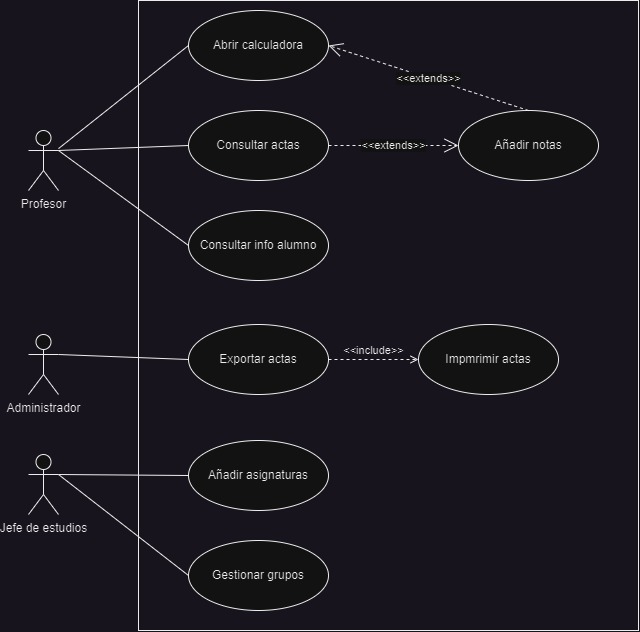 Abrir calculadora
<<extends>>
Consultar actas
<<extends>>
Añadir notas
Profesor
Consultar info alumno
Exportar actas
<<include>>
Impmrimir actas
Administrador
Añadir asignaturas
Jefe de estudios
Gestionar grupos